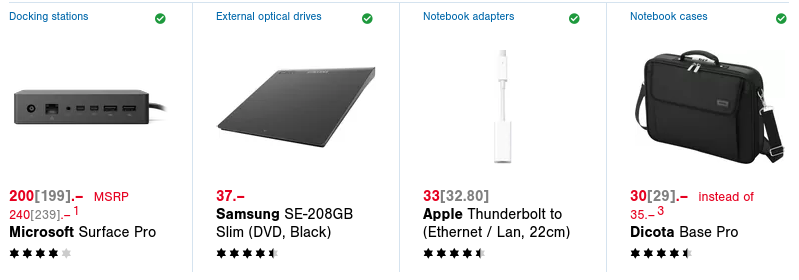 Docking stations
200[199].– MSRP
240[239].– 1
Microsoft Surface Pro
External optical drives
37.–
Samsung SE-208GB
Slim (DVD, Black)
Notebook adapters
33[32.80]
Apple Thunderbolt to
(Ethernet / Lan, 22cm)
Notebook cases
30[29].– instead of
35.– 3
Dicota Base Pro